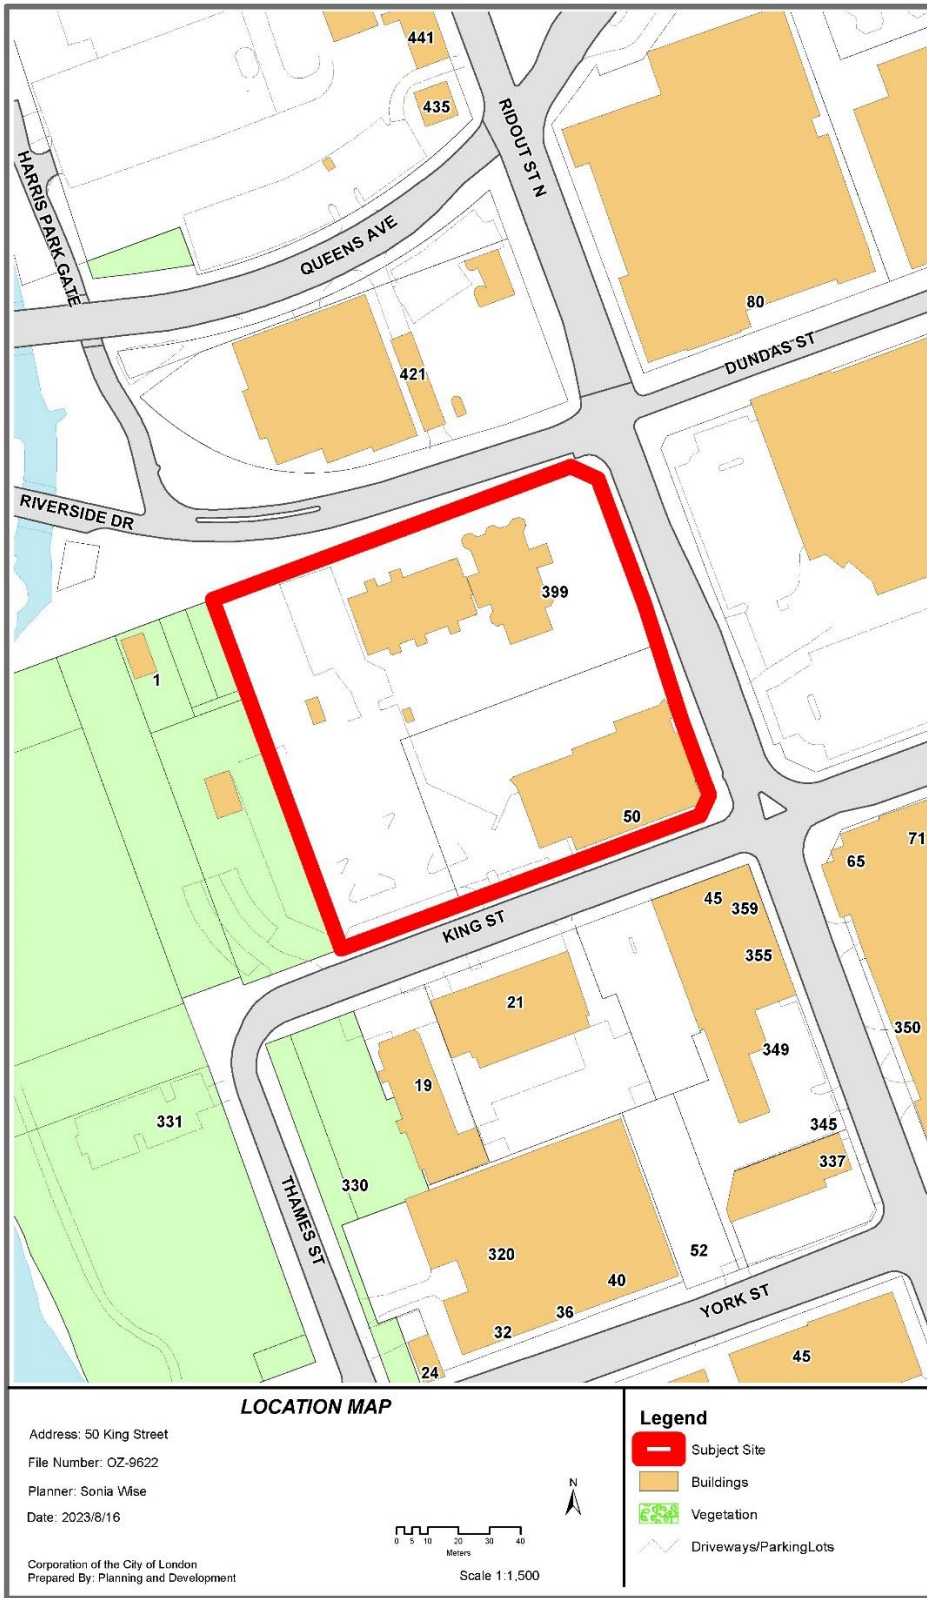 441
435
RIDOUT ST N
HARRIS PARK GATE
QUEENS AVE
80
DUNDAS ST
421
RIVERSIDE DR
399
1
50
71
65
KING ST
45
359
355
21
350
349
19
331
345
337
330
THAMES ST
320
52
40
36
32
YORK ST
45
24
LOCATION MAP
Address: 50 King Street
File Number: OZ-9622
Planner: Sonia Wise
Date: 2023/8/16
Corporation of the City of London
Prepared By: Planning and Development
N
0 5 10 20 30 40
Meters
Scale 1:1,500
Legend
Subject Site
Buildings
Vegetation
Driveways/ParkingLots